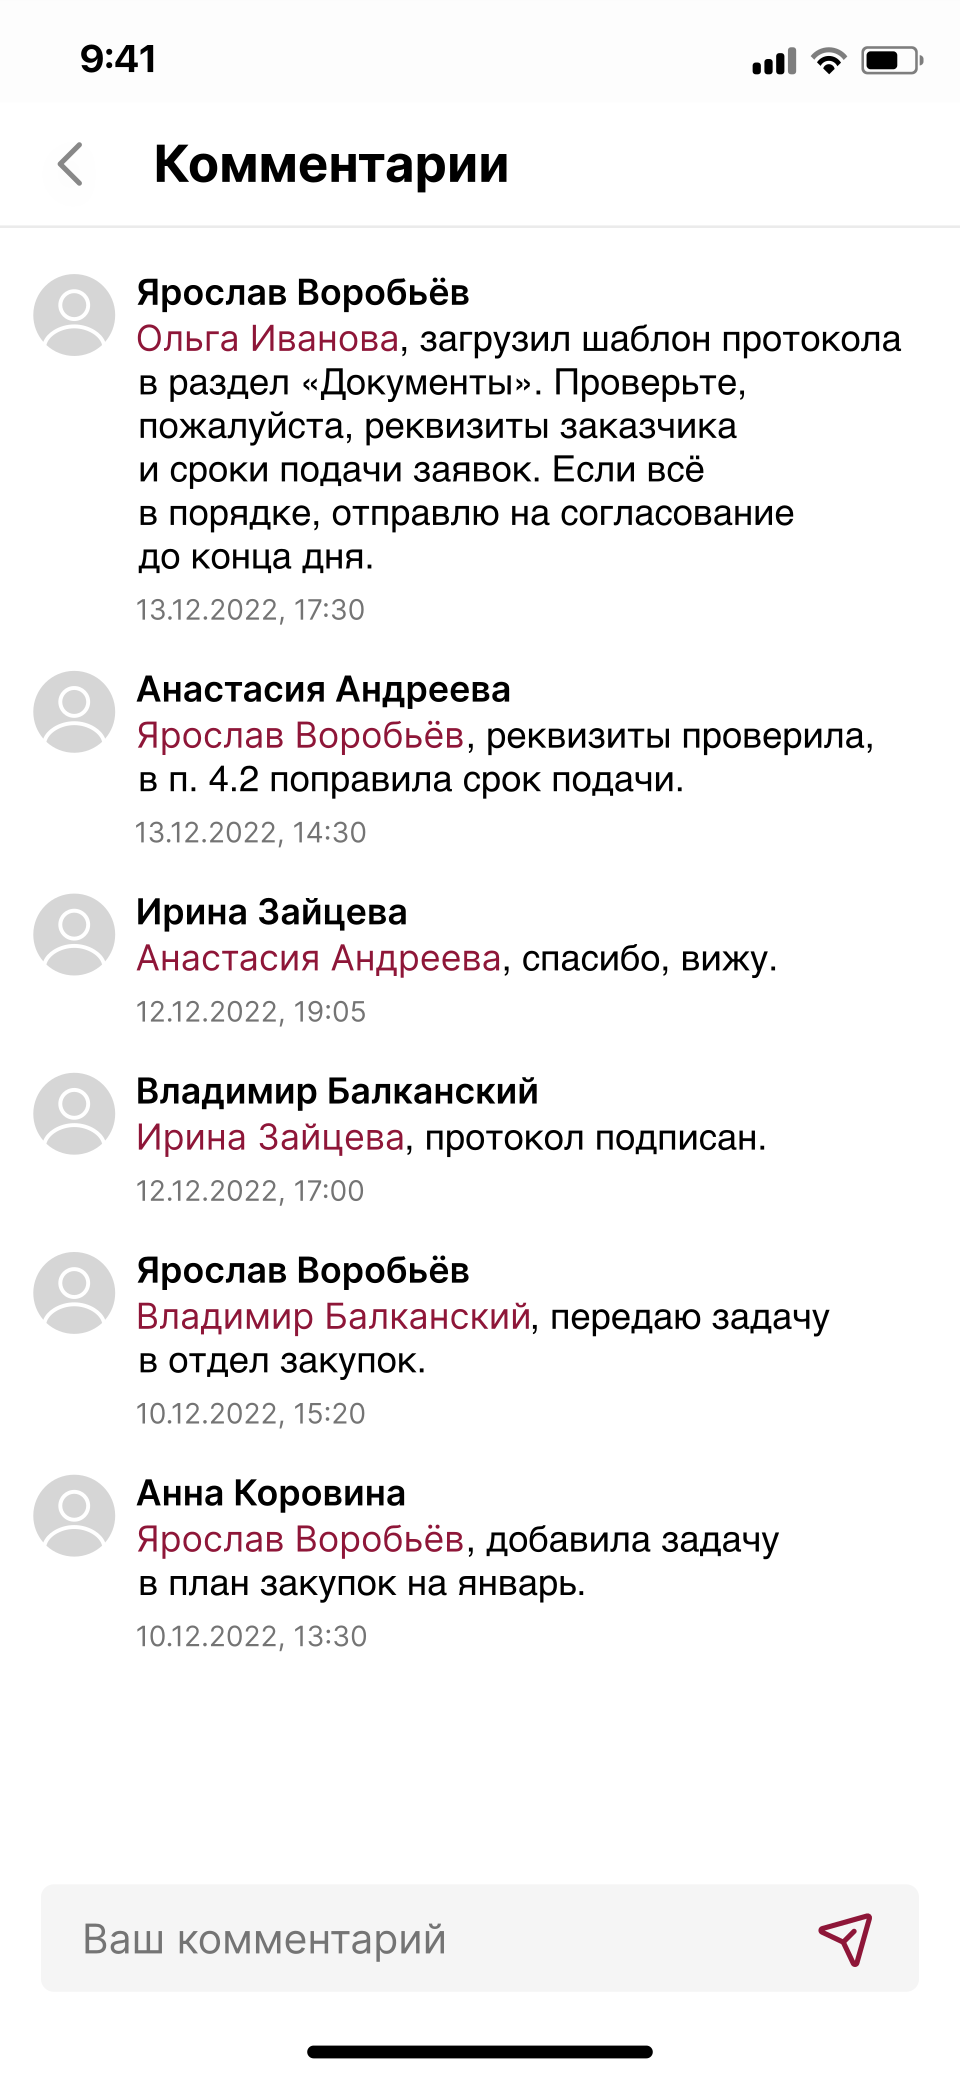 9:41
Комментарии
Ярослав Воробьёв
Ольга Иванова, загрузил шаблон протокола
в раздел «Документы». Проверьте,
пожалуйста, реквизиты заказчика
и сроки подачи заявок. Если всё
в порядке, отправлю на согласование
до конца дня.
13.12.2022, 17:30
Анастасия Андреева
Ярослав Воробьёв, реквизиты проверила,
в п. 4.2 поправила срок подачи.
13.12.2022, 14:30
Ирина Зайцева
Анастасия Андреева, спасибо, вижу.
12.12.2022, 19:05
Владимир Балканский
Ирина Зайцева, протокол подписан.
12.12.2022, 17:00
Ярослав Воробьёв
Владимир Балканский, передаю задачу
в отдел закупок.
10.12.2022, 15:20
Анна Коровина
Ярослав Воробьёв, добавила задачу
в план закупок на январь.
10.12.2022, 13:30
Ваш комментарий